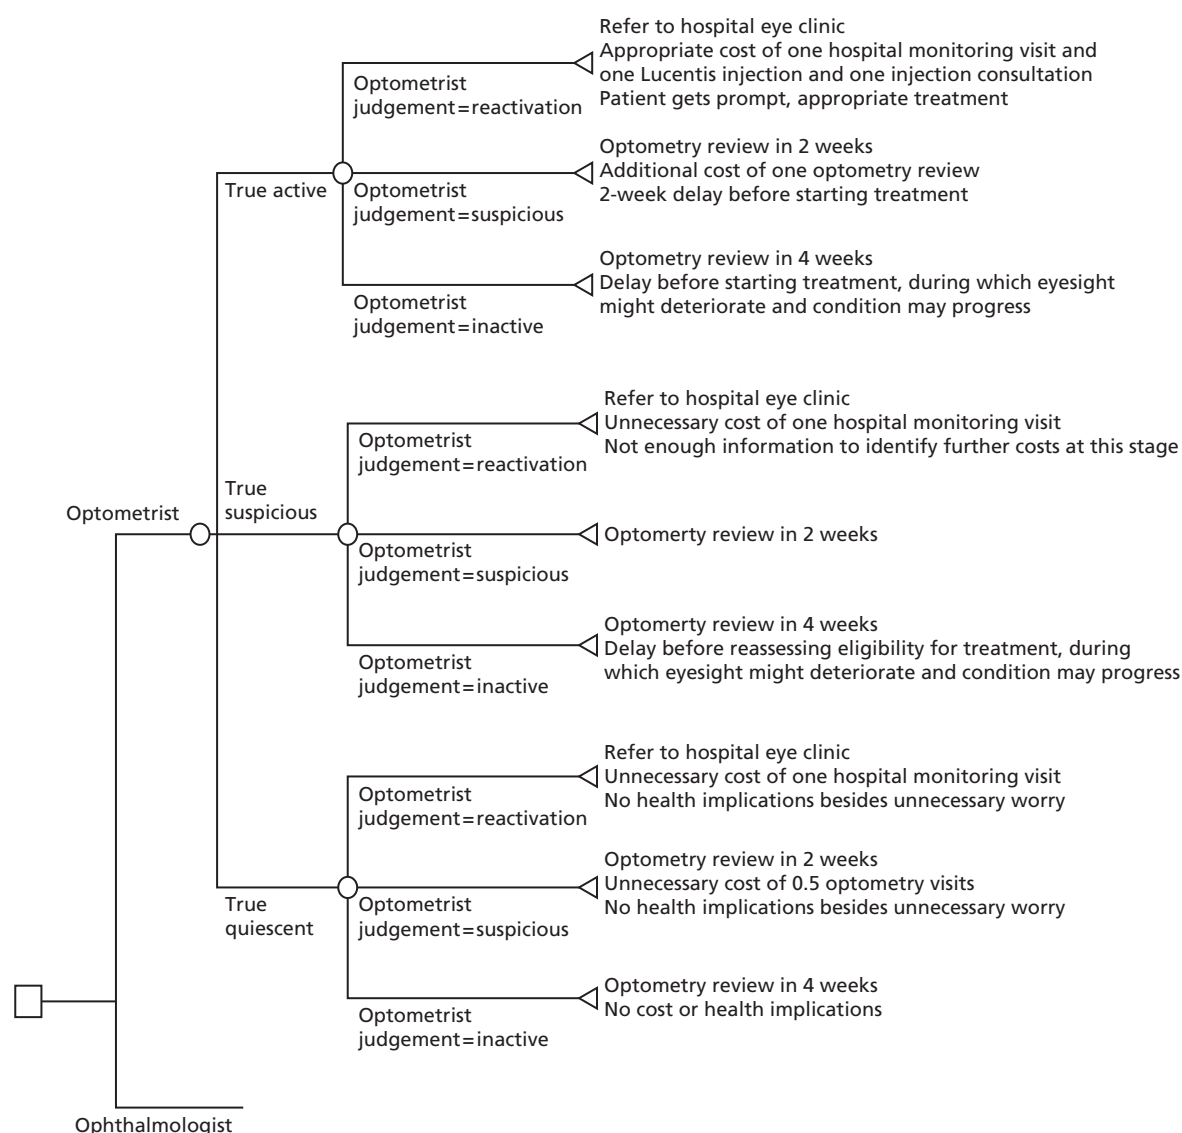 Refer to hospital eye clinic
Appropriate cost of one hospital monitoring visit and
one Lucentis injection and one injection consultation
Patient gets prompt, appropriate treatment
Optometrist
judgement=reactivation
Optometry review in 2 weeks
Additional cost of one optometry review
2-week delay before starting treatment
True active
Optometrist
judgement=suspicious
Optometry review in 4 weeks
Delay before starting treatment, during which eyesight
might deteriorate and condition may progress
Optometrist
judgement=inactive
Refer to hospital eye clinic
Unnecessary cost of one hospital monitoring visit
Not enough information to identify further costs at this stage
Optometrist
judgement=reactivation
Optometrist
True
suspicious
Optomerty review in 2 weeks
Optometrist
judgement=suspicious
Optomerty review in 4 weeks
Delay before reassessing eligibility for treatment, during
which eyesight might deteriorate and condition may progress
Optometrist
judgement=inactive
Refer to hospital eye clinic
Unnecessary cost of one hospital monitoring visit
No health implications besides unnecessary worry
Optometrist
judgement=reactivation
Optometry review in 2 weeks
Unnecessary cost of 0.5 optometry visits
No health implications besides unnecessary worry
True
quiescent
Optometrist
judgement=suspicious
Optometry review in 4 weeks
No cost or health implications
Optometrist
judgement=inactive
Ophthalmologist